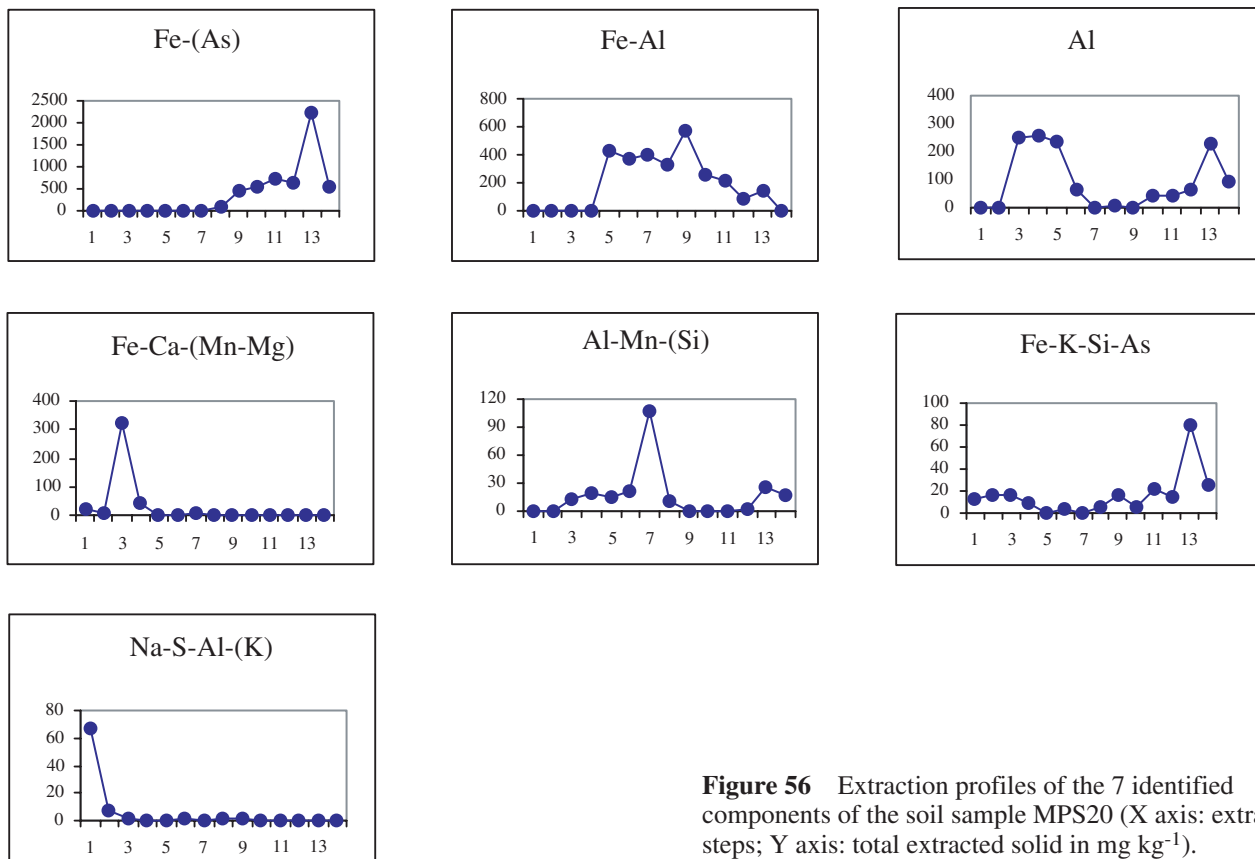 Fe-(As)
2500
2000
1500
1000
500
0
1 3 5 7 9 11 13
Fe-Al
800
600
400
200
0
1 3 5 7 9 11 13
Al
400
300
200
100
0
1 3 5 7 9 11 13
Fe-Ca-(Mn-Mg)
400
300
200
100
0
1 3 5 7 9 11 13
Al-Mn-(Si)
120
90
60
30
0
1 3 5 7 9 11 13
Fe-K-Si-As
100
80
60
40
20
0
1 3 5 7 9 11 13
Na-S-Al-(K)
80
60
40
20
0
1 3 5 7 9 11 13
Figure 56 Extraction profiles of the 7 identified
components of the soil sample MPS20 (X axis: extra
steps; Y axis: total extracted solid in mg kg⁻¹).